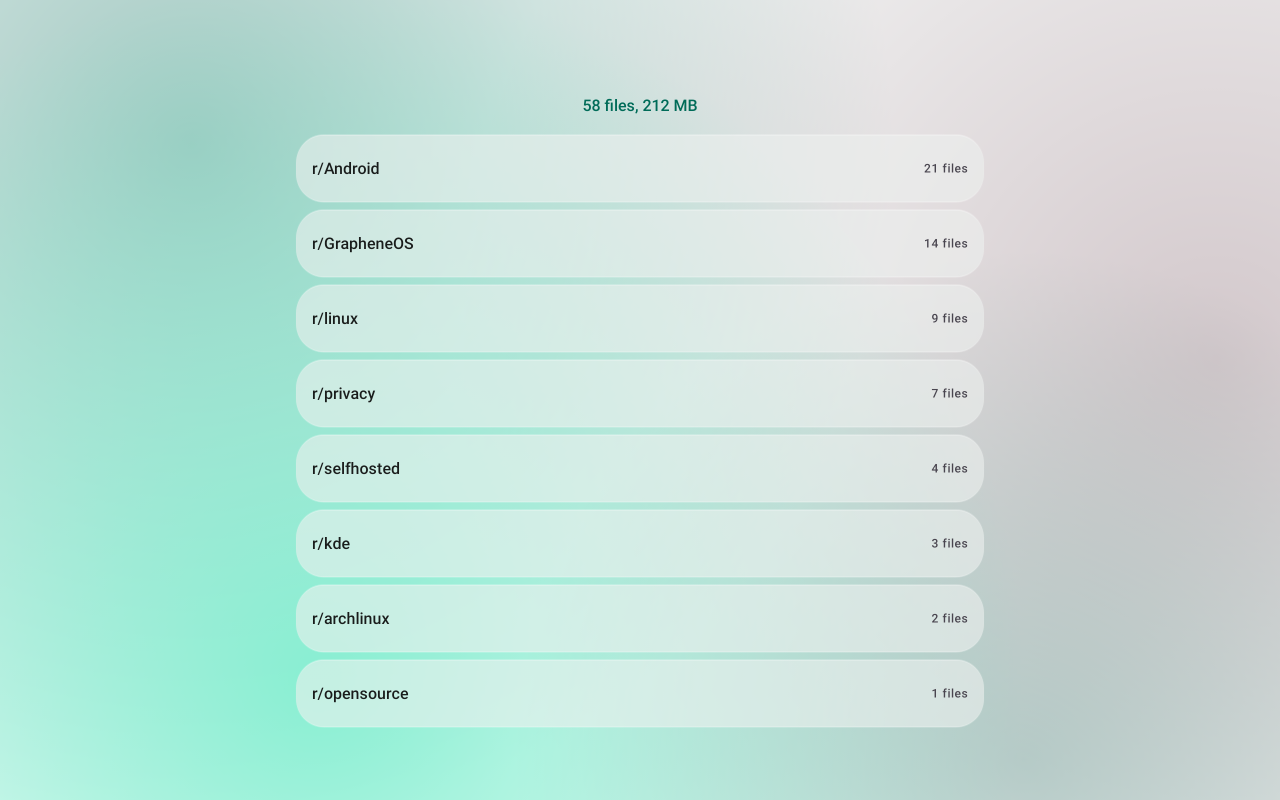 58 files, 212 MB
r/Android 21 files
r/GrapheneOS 14 files
r/linux 9 files
r/privacy 7 files
r/selfhosted 4 files
r/kde 3 files
r/archlinux 2 files
r/opensource 1 files